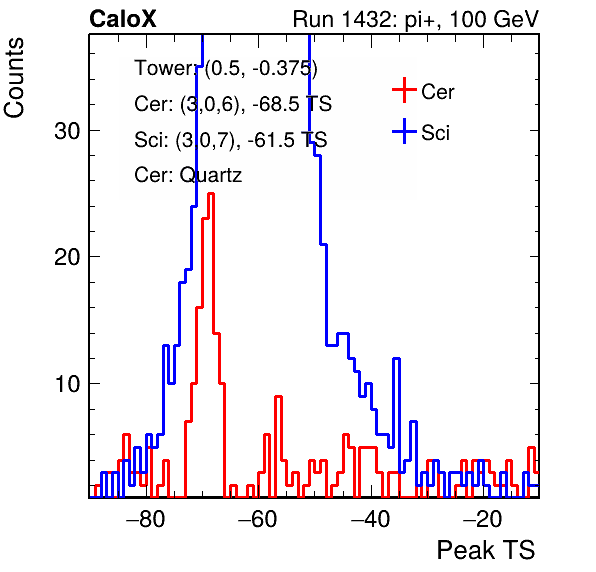 CaloX
Run 1432: pi+, 100 GeV
Counts
Tower: (0.5, -0.375)
Cer: (3,0,6), -68.5 TS
Sci: (3,0,7), -61.5 TS
Cer: Quartz
Cer
Sci
30
20
10
−80
−60
−40
−20
Peak TS